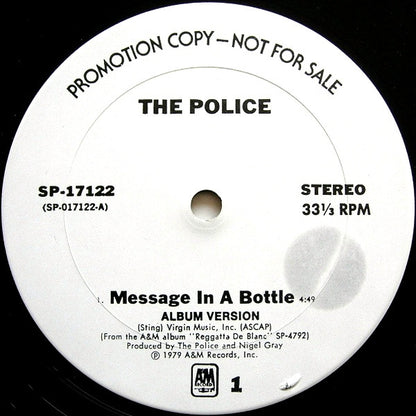 PROMOTION COPY—NOT FOR SALE
THE POLICE
SP-17122
(SP-017122-A)
STEREO
33⅓ RPM
1. Message In A Bottle 4:49
ALBUM VERSION
(Sting) Virgin Music, Inc. (ASCAP)
(From the A&M album "Reggatta De Blanc" SP-4792)
Produced by The Police and Nigel Gray
℗ 1979 A&M Records, Inc.
A&M
RECORDS
1